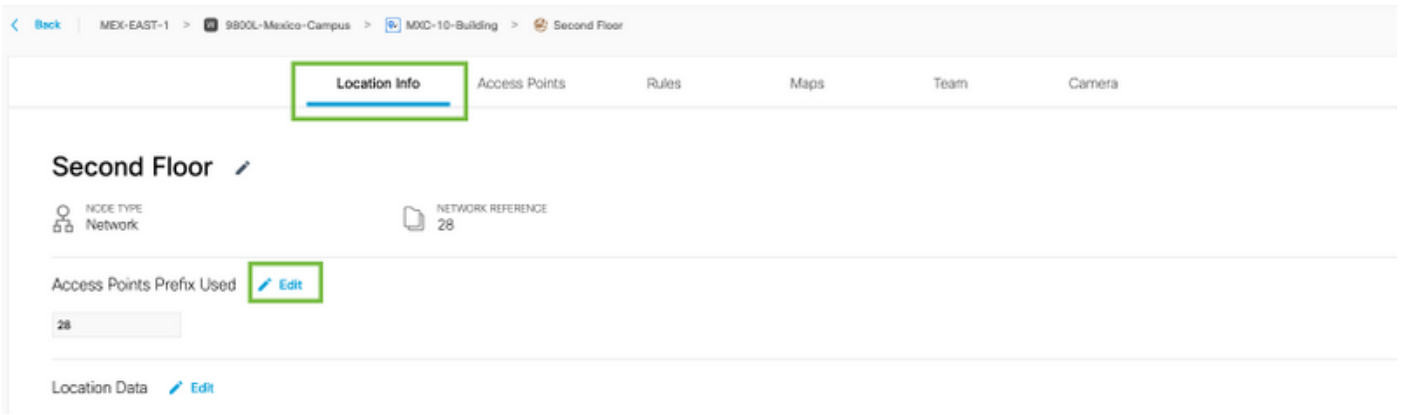 Back MEX-EAST-1 > 9800L-Mexico-Campus > MXC-10-Building > Second Floor
Location Info Access Points Rules Maps Team Camera
Second Floor
NODE TYPE NETWORK REFERENCE
Network 28
Access Points Prefix Used Edit
28
Location Data Edit